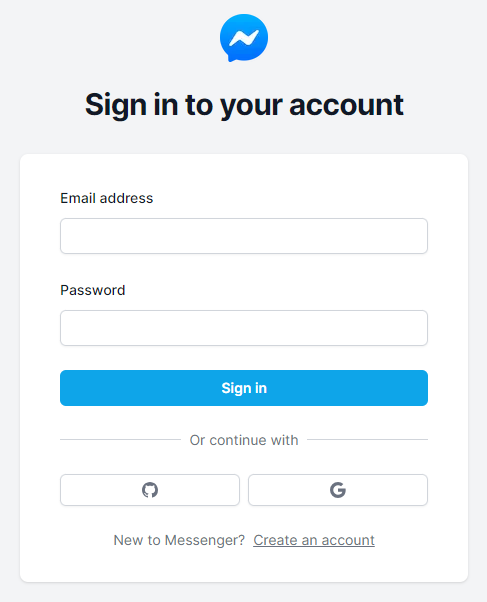 Sign in to your account
Email address
Password
Sign in
Or continue with
New to Messenger? Create an account